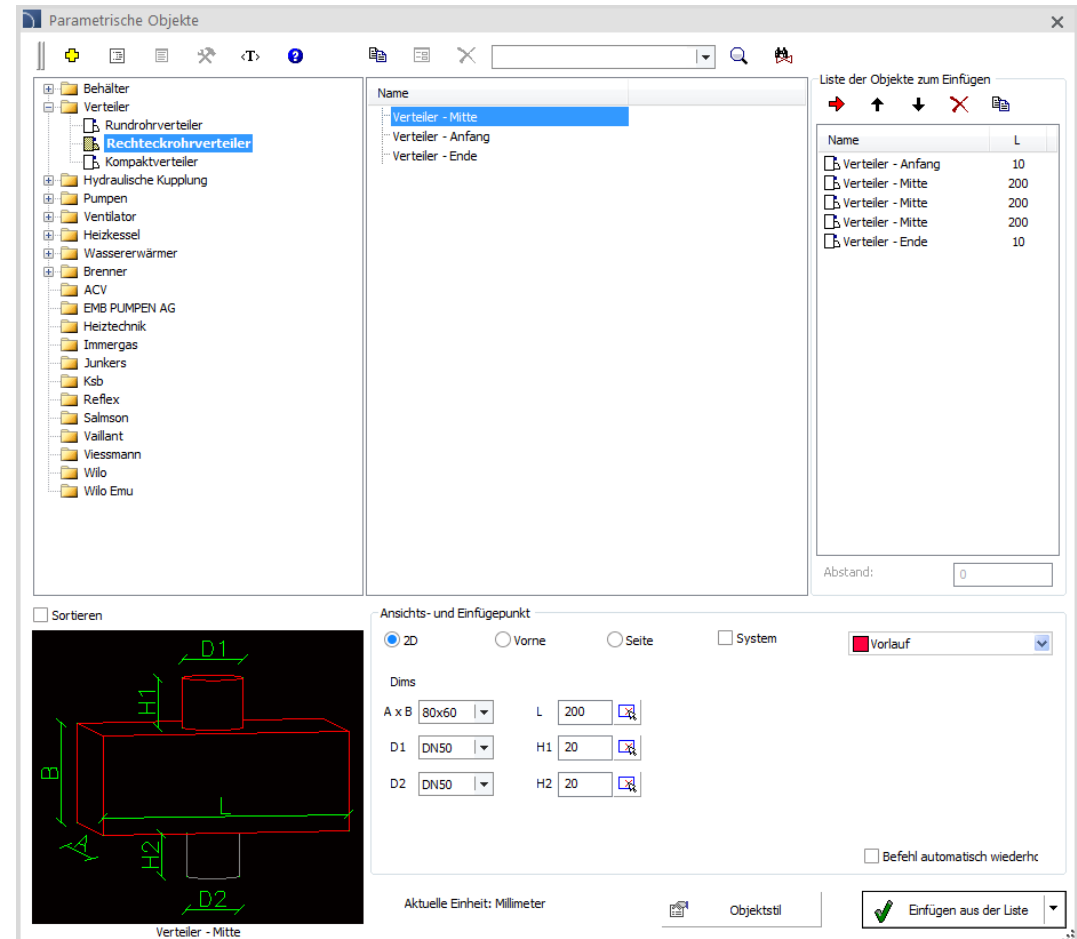 Parametrische Objekte
<T>
Behälter
Verteiler
Rundrohrverteiler
Rechteckrohrverteiler
Kompaktverteiler
Hydraulische Kupplung
Pumpen
Ventilator
Heizkessel
Wassererwärmer
Brenner
ACV
EMB PUMPEN AG
Heiztechnik
Immergas
Junkers
Ksb
Reflex
Salmson
Vaillant
Viessmann
Wilo
Wilo Emu
Name
Verteiler - Mitte
Verteiler - Anfang
Verteiler - Ende
Liste der Objekte zum Einfügen
Name L
Verteiler - Anfang 10
Verteiler - Mitte 200
Verteiler - Mitte 200
Verteiler - Mitte 200
Verteiler - Ende 10
Abstand: 0
Sortieren
D1
H1
B
L
A
H2
D2
Verteiler - Mitte
Ansichts- und Einfügepunkt
2D Vorne Seite System Vorlauf
Dims
A x B 80x60 L 200
D1 DN50 H1 20
D2 DN50 H2 20
Befehl automatisch wiederhc
Aktuelle Einheit: Millimeter Objektstil Einfügen aus der Liste